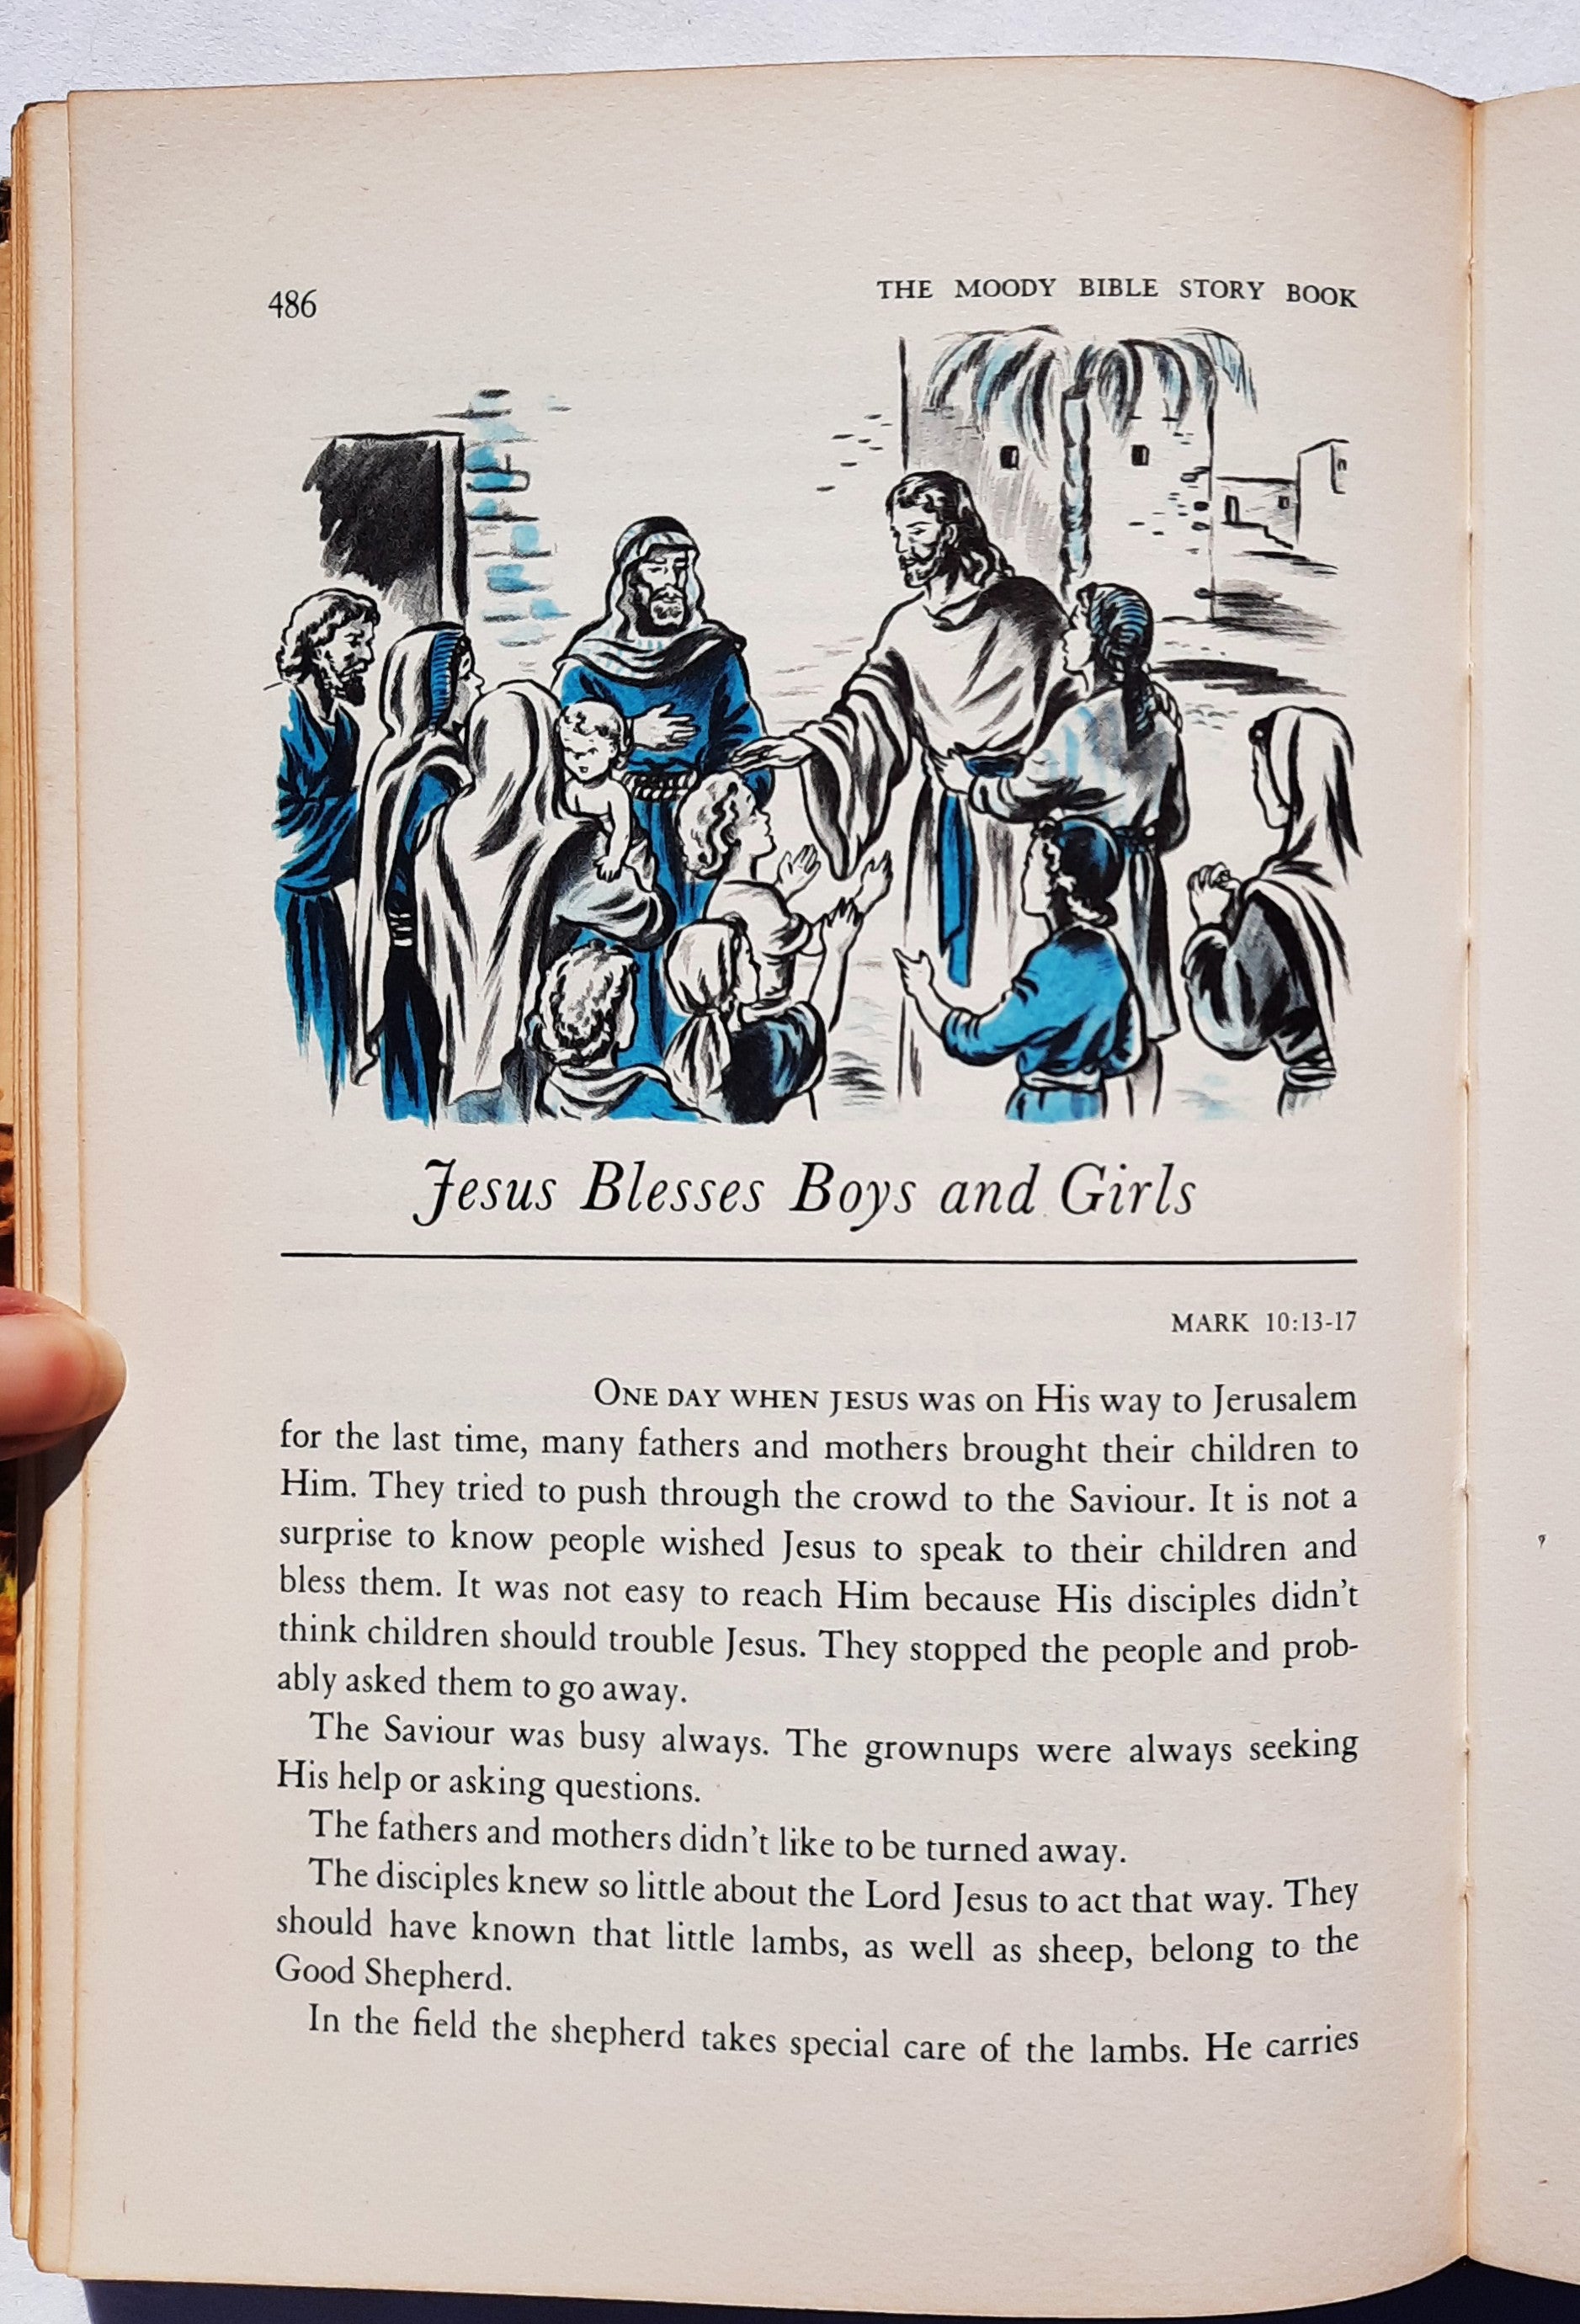 486
THE MOODY BIBLE STORY BOOK
Jesus Blesses Boys and Girls
MARK 10:13-17
ONE DAY WHEN JESUS was on His way to Jerusalem
for the last time, many fathers and mothers brought their children to
Him. They tried to push through the crowd to the Saviour. It is not a
surprise to know people wished Jesus to speak to their children and
bless them. It was not easy to reach Him because His disciples didn't
think children should trouble Jesus. They stopped the people and prob-
ably asked them to go away.
The Saviour was busy always. The grownups were always seeking
His help or asking questions.
The fathers and mothers didn't like to be turned away.
The disciples knew so little about the Lord Jesus to act that way. They
should have known that little lambs, as well as sheep, belong to the
Good Shepherd.
In the field the shepherd takes special care of the lambs. He carries